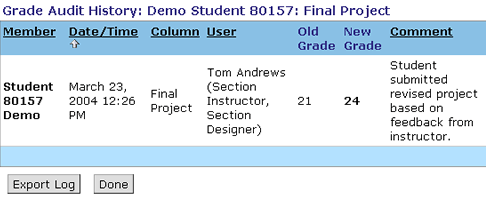 Grade Audit History: Demo Student 80157: Final Project
Member Date/Time Column User Old Grade New Grade Comment
Student 80157 Demo
March 23, 2004 12:26 PM
Final Project
Tom Andrews (Section Instructor, Section Designer)
21
24
Student submitted revised project based on feedback from instructor.
Export Log Done